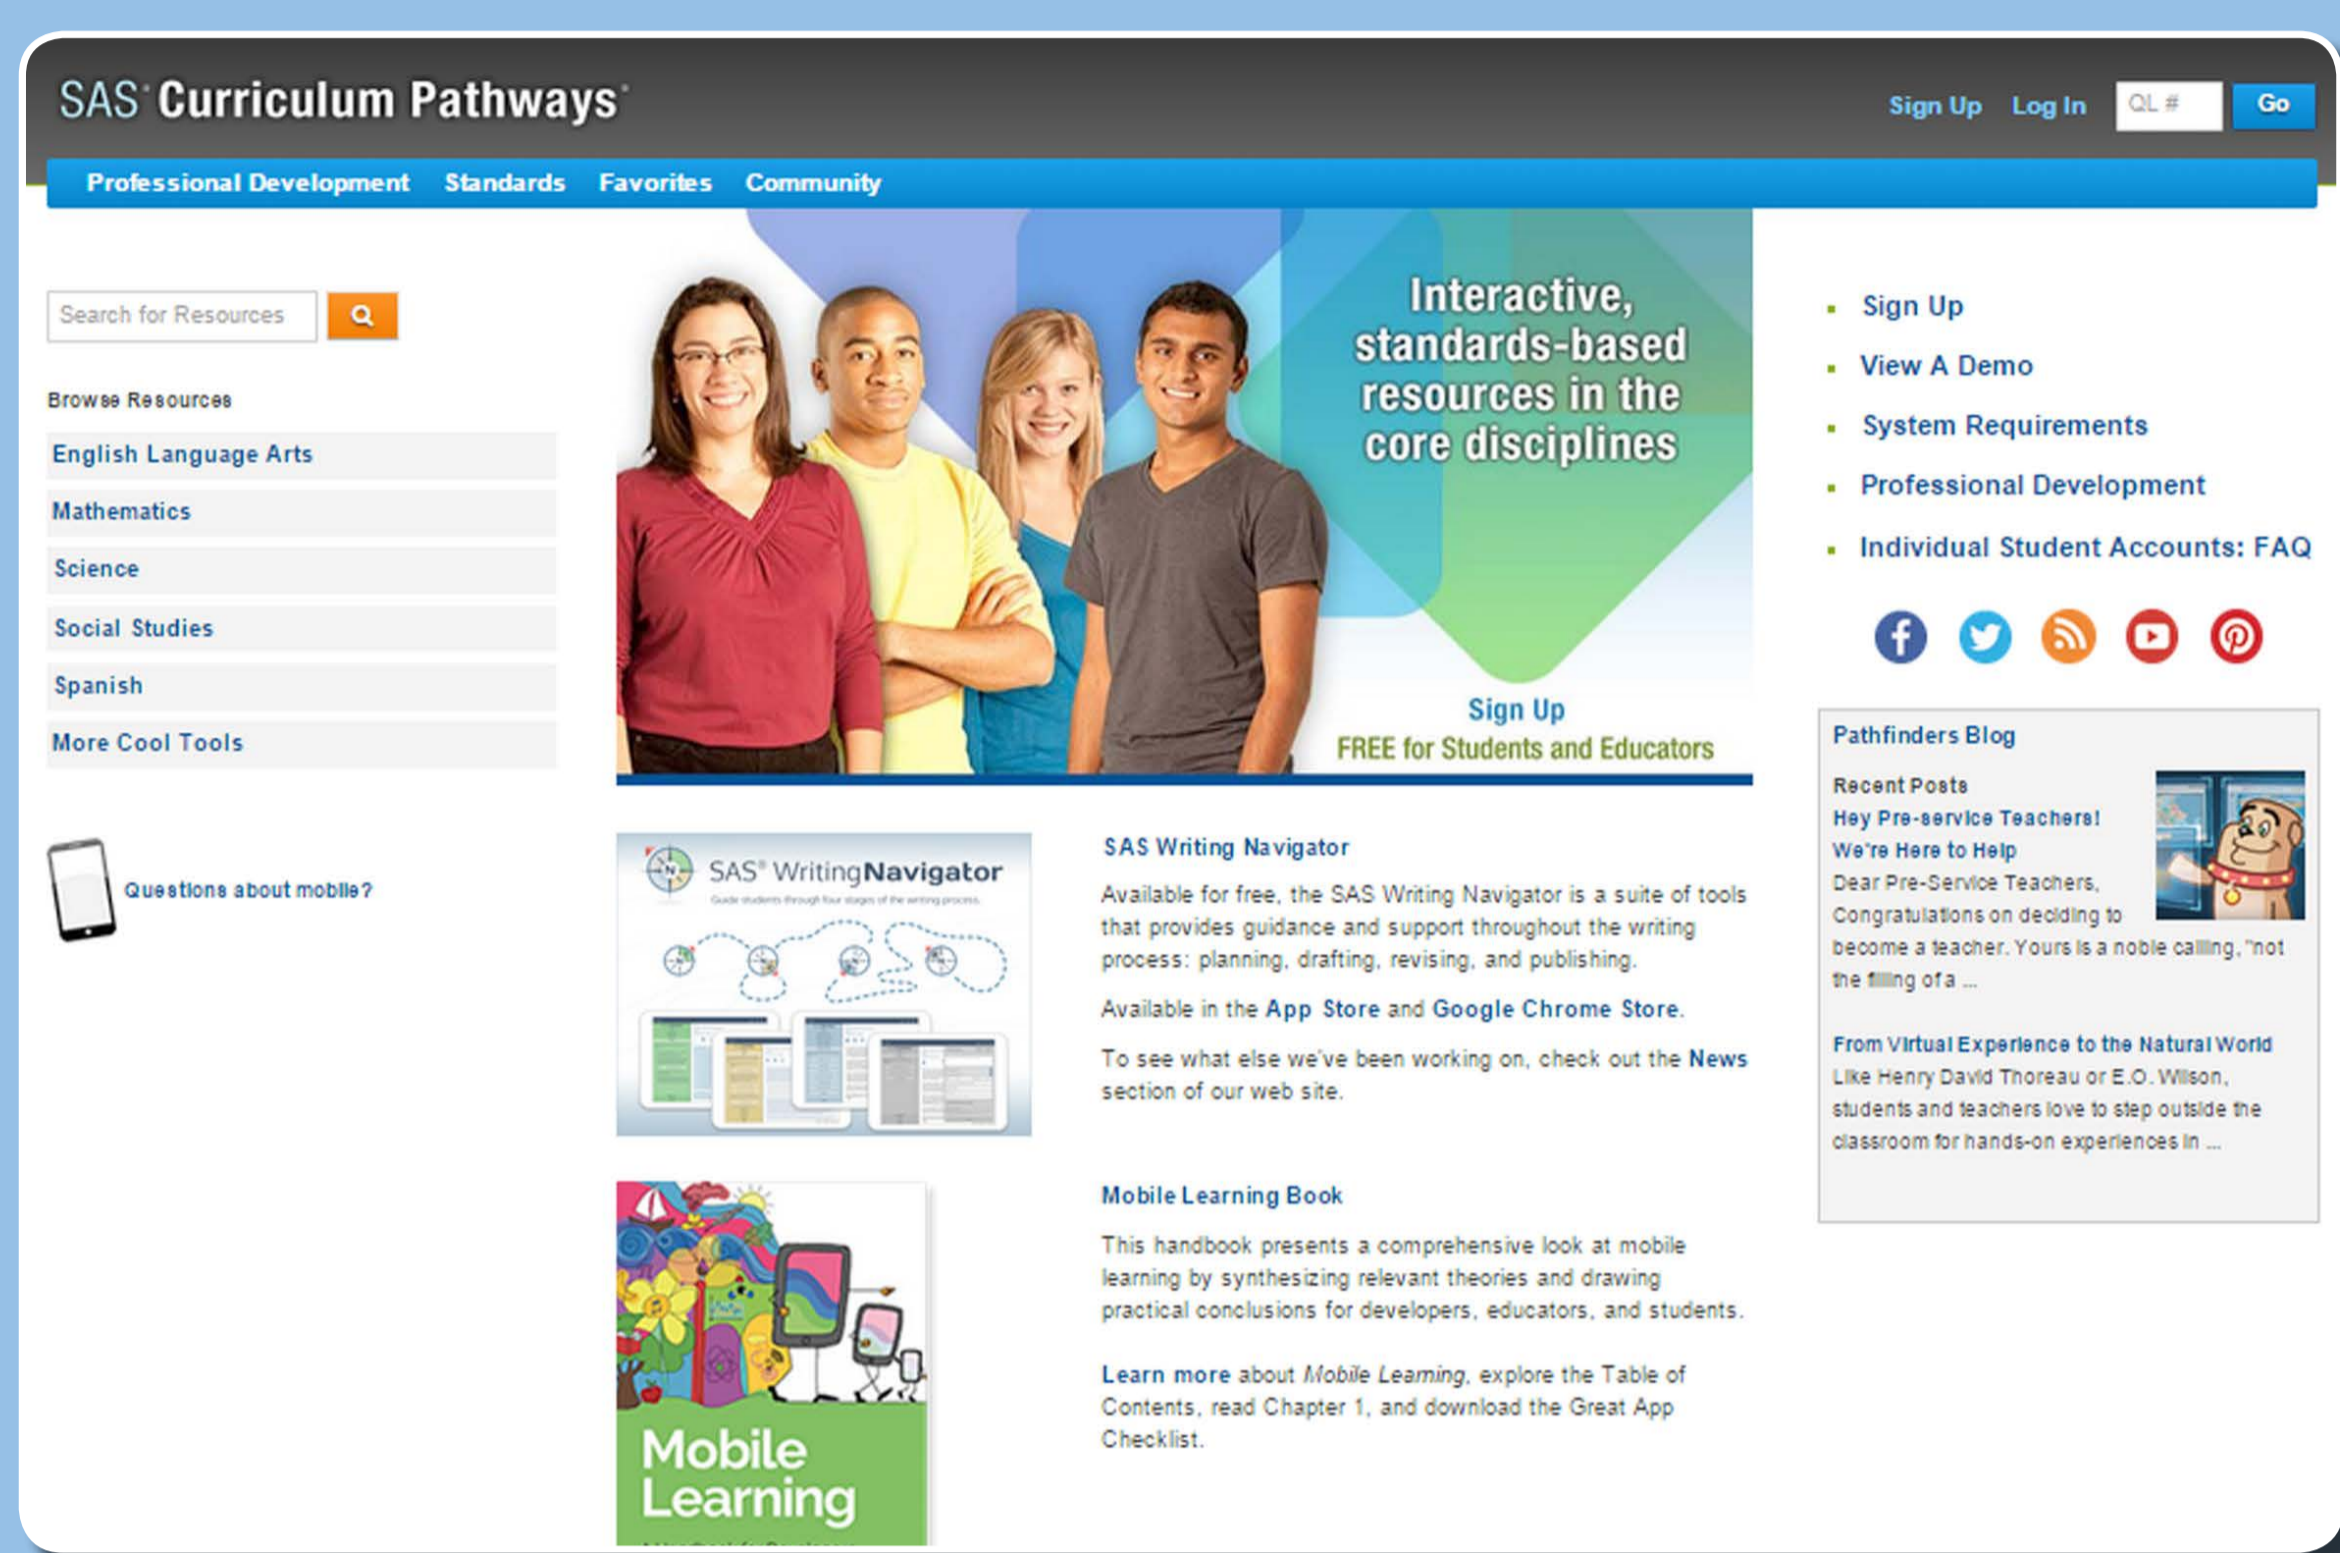 SAS® Curriculum Pathways®
Sign Up Log In QL # Go
Professional Development Standards Favorites Community
Search for Resources
Browse Resources
English Language Arts
Mathematics
Science
Social Studies
Spanish
More Cool Tools
Questions about mobile?
Interactive,
standards-based
resources in the
core disciplines
Sign Up
FREE for Students and Educators
SAS® WritingNavigator
Guide students through four stages of the writing process.
SAS Writing Navigator
Available for free, the SAS Writing Navigator is a suite of tools
that provides guidance and support throughout the writing
process: planning, drafting, revising, and publishing.
Available in the App Store and Google Chrome Store.
To see what else we've been working on, check out the News
section of our web site.
Mobile
Learning
Mobile Learning Book
This handbook presents a comprehensive look at mobile
learning by synthesizing relevant theories and drawing
practical conclusions for developers, educators, and students.
Learn more about Mobile Learning, explore the Table of
Contents, read Chapter 1, and download the Great App
Checklist.
Sign Up
View A Demo
System Requirements
Professional Development
Individual Student Accounts: FAQ
Pathfinders Blog
Recent Posts
Hey Pre-service Teachers!
We're Here to Help
Dear Pre-Service Teachers,
Congratulations on deciding to
become a teacher. Yours is a noble calling, "not
the filling of a ...
From Virtual Experience to the Natural World
Like Henry David Thoreau or E.O. Wilson,
students and teachers love to step outside the
classroom for hands-on experiences in ...